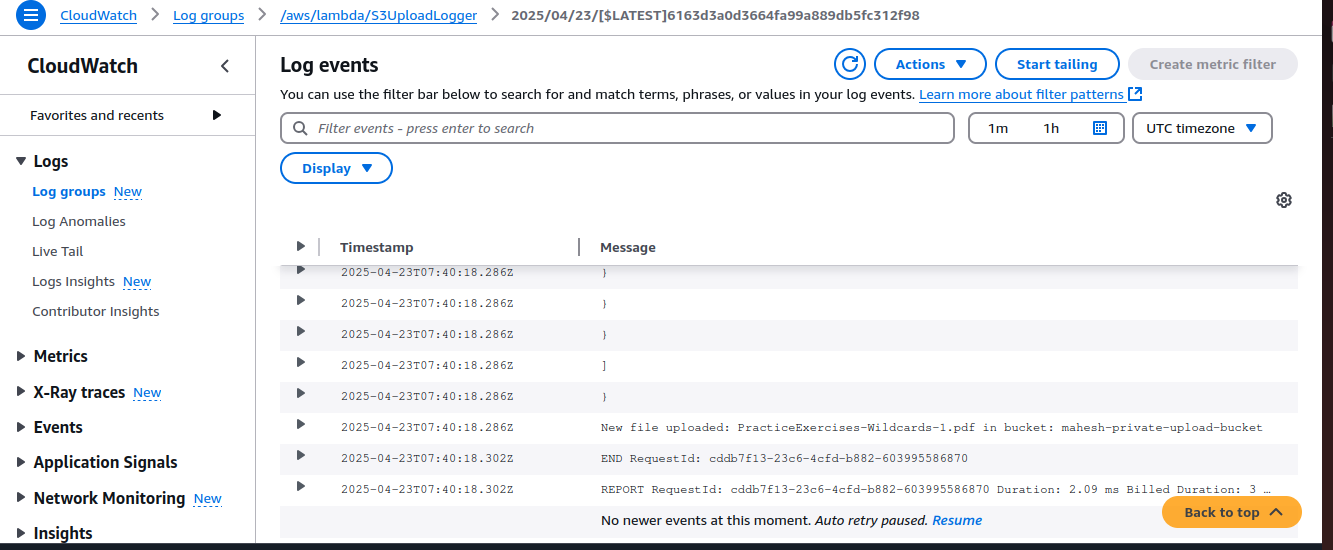 CloudWatch > Log groups > /aws/lambda/S3UploadLogger > 2025/04/23/[$LATEST]6163d3a0d3664fa99a889db5fc312f98
CloudWatch
Favorites and recents
Logs
Log groups New
Log Anomalies
Live Tail
Logs Insights New
Contributor Insights
Metrics
X-Ray traces New
Events
Application Signals
Network Monitoring New
Insights
Log events
Actions
Start tailing
Create metric filter
You can use the filter bar below to search for and match terms, phrases, or values in your log events. Learn more about filter patterns
Filter events - press enter to search
1m 1h
UTC timezone
Display
Timestamp Message
2025-04-23T07:40:18.286Z }
2025-04-23T07:40:18.286Z }
2025-04-23T07:40:18.286Z }
2025-04-23T07:40:18.286Z ]
2025-04-23T07:40:18.286Z }
2025-04-23T07:40:18.286Z New file uploaded: PracticeExercises-Wildcards-1.pdf in bucket: mahesh-private-upload-bucket
2025-04-23T07:40:18.302Z END RequestId: cddb7f13-23c6-4cfd-b882-603995586870
2025-04-23T07:40:18.302Z REPORT RequestId: cddb7f13-23c6-4cfd-b882-603995586870 Duration: 2.09 ms Billed Duration: 3 …
No newer events at this moment. Auto retry paused. Resume
Back to top